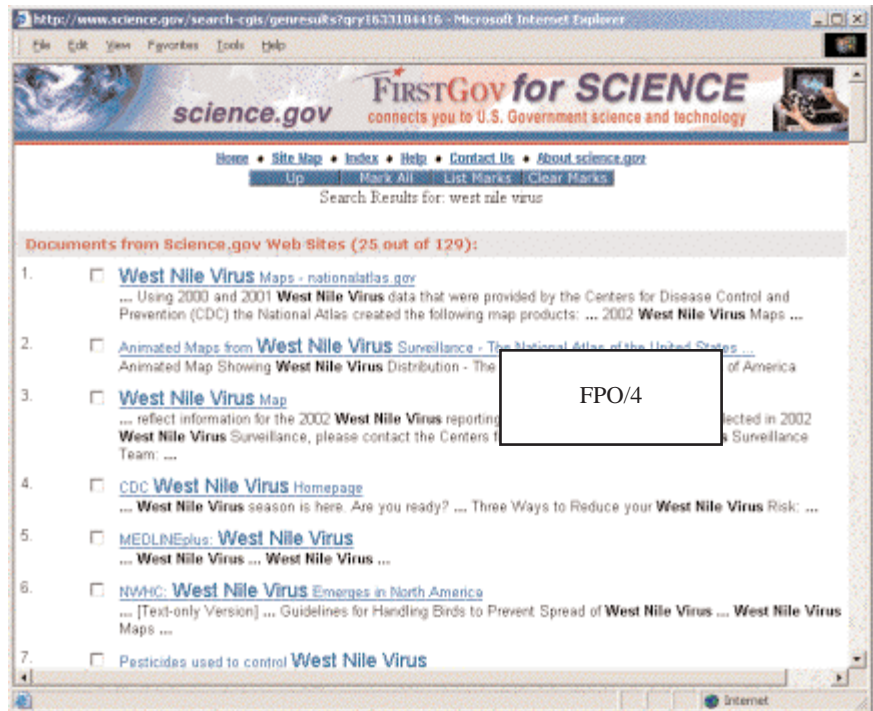 http://www.science.gov/search-cgis/genresults?qry1633104416 - Microsoft Internet Explorer
File Edit View Favorites Tools Help
science.gov
FIRSTGOV for SCIENCE
connects you to U.S. Government science and technology
Home • Site Map • Index • Help • Contact Us • About science.gov
Up Mark All List Marks Clear Marks
Search Results for: west nile virus
Documents from Science.gov Web Sites (25 out of 129):
1. West Nile Virus Maps - nationalatlas.gov
... Using 2000 and 2001 West Nile Virus data that were provided by the Centers for Disease Control and
Prevention (CDC) the National Atlas created the following map products: ... 2002 West Nile Virus Maps ...
2. Animated Maps from West Nile Virus Surveillance - The National Atlas of the United States ...
Animated Map Showing West Nile Virus Distribution - The of America
FPO/4
3. West Nile Virus Map
... reflect information for the 2002 West Nile Virus reporting lected in 2002
West Nile Virus Surveillance, please contact the Centers f s Surveillance
Team: ...
4. CDC West Nile Virus Homepage
... West Nile Virus season is here. Are you ready? ... Three Ways to Reduce your West Nile Virus Risk: ...
5. MEDLINEplus: West Nile Virus
... West Nile Virus ... West Nile Virus ...
6. NWHC: West Nile Virus Emerges in North America
... [Text-only Version] ... Guidelines for Handling Birds to Prevent Spread of West Nile Virus ... West Nile Virus
Maps ...
7. Pesticides used to control West Nile Virus
Internet